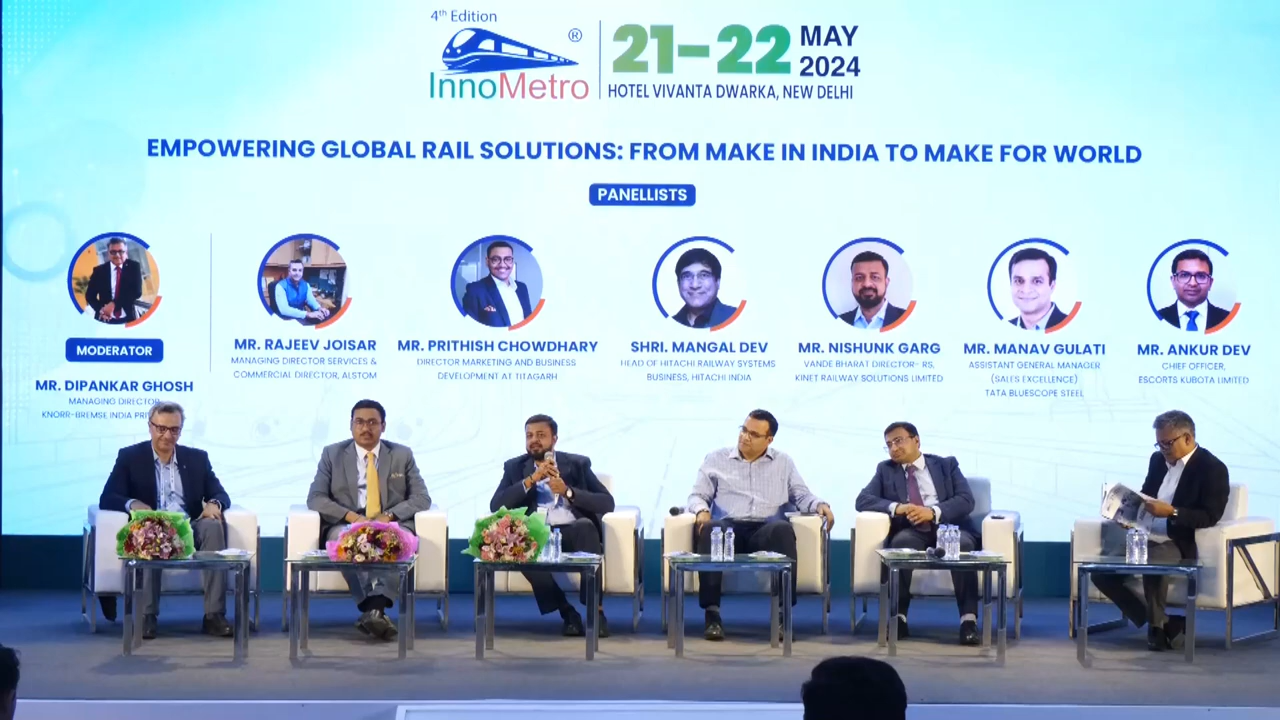 4th Edition
InnoMetro ®
21-22 MAY 2024
HOTEL VIVANTA DWARKA, NEW DELHI
EMPOWERING GLOBAL RAIL SOLUTIONS: FROM MAKE IN INDIA TO MAKE FOR WORLD
PANELLISTS
MODERATOR
MR. DIPANKAR GHOSH
MANAGING DIRECTOR
KNORR-BREMSE INDIA
MR. RAJEEV JOISAR
MANAGING DIRECTOR SERVICES &
COMMERCIAL DIRECTOR, ALSTOM
MR. PRITHISH CHOWDHARY
DIRECTOR MARKETING AND BUSINESS
DEVELOPMENT AT TITAGARH
SHRI. MANGAL DEV
HEAD OF HITACHI RAILWAY SYSTEMS
BUSINESS, HITACHI INDIA
MR. NISHUNK GARG
VANDE BHARAT DIRECTOR- RS,
KINET RAILWAY SOLUTIONS LIMITED
MR. MANAV GULATI
ASSISTANT GENERAL MANAGER
(SALES EXCELLENCE)
TATA BLUESCOPE STEEL
MR. ANKUR DEV
CHIEF OFFICER,
ESCORTS KUBOTA LIMITED